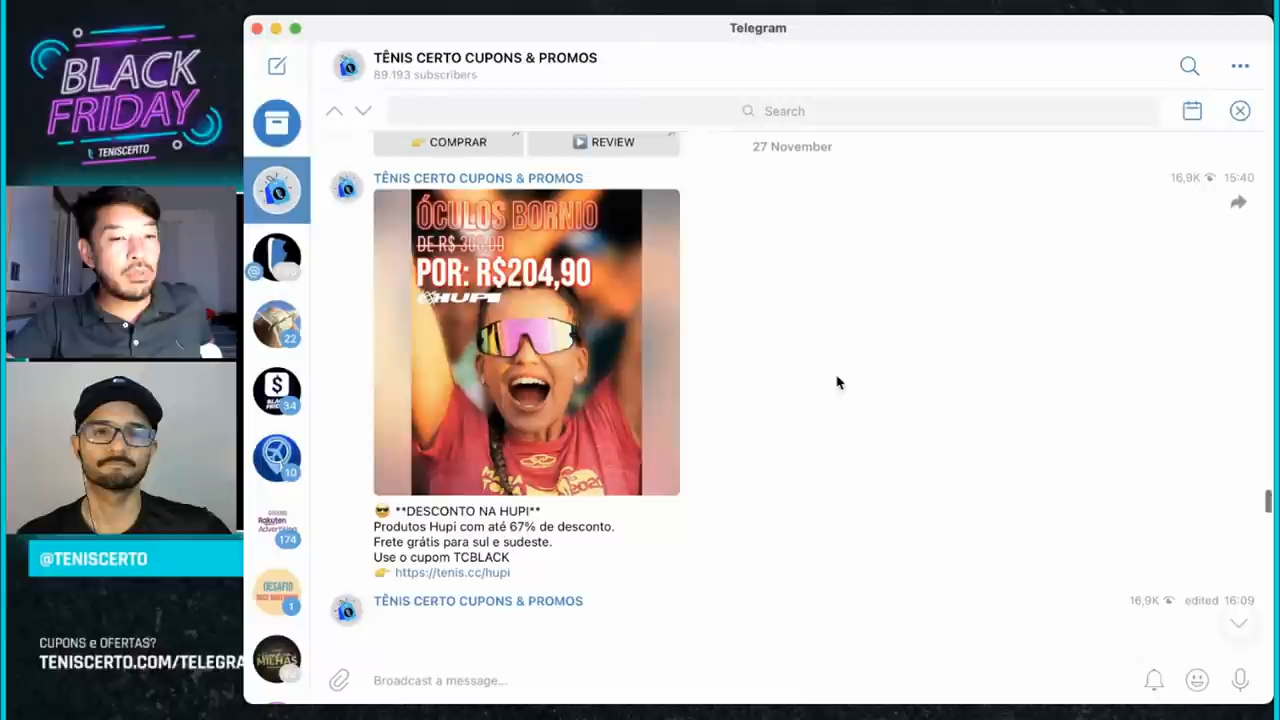 BLACK
FRIDAY
TENISCERTO
@TENISCERTO
CUPONS e OFERTAS?
TENISCERTO.COM/TELEGRA
Telegram
TÊNIS CERTO CUPONS & PROMOS
89.193 subscribers
Search
👉 COMPRAR
▶ REVIEW
27 November
TÊNIS CERTO CUPONS & PROMOS
16,9K 15:40
ÓCULOS BORNIO
DE R$ 300,00
POR: R$204,90
HUPI
😎 **DESCONTO NA HUPI**
Produtos Hupi com até 67% de desconto.
Frete grátis para sul e sudeste.
Use o cupom TCBLACK
👉 https://tenis.cc/hupi
TÊNIS CERTO CUPONS & PROMOS
16,9K edited 16:09
Broadcast a message...
22
$
34
10
Rakuten
Advertising
174
DESAFIO
1
MILHAS